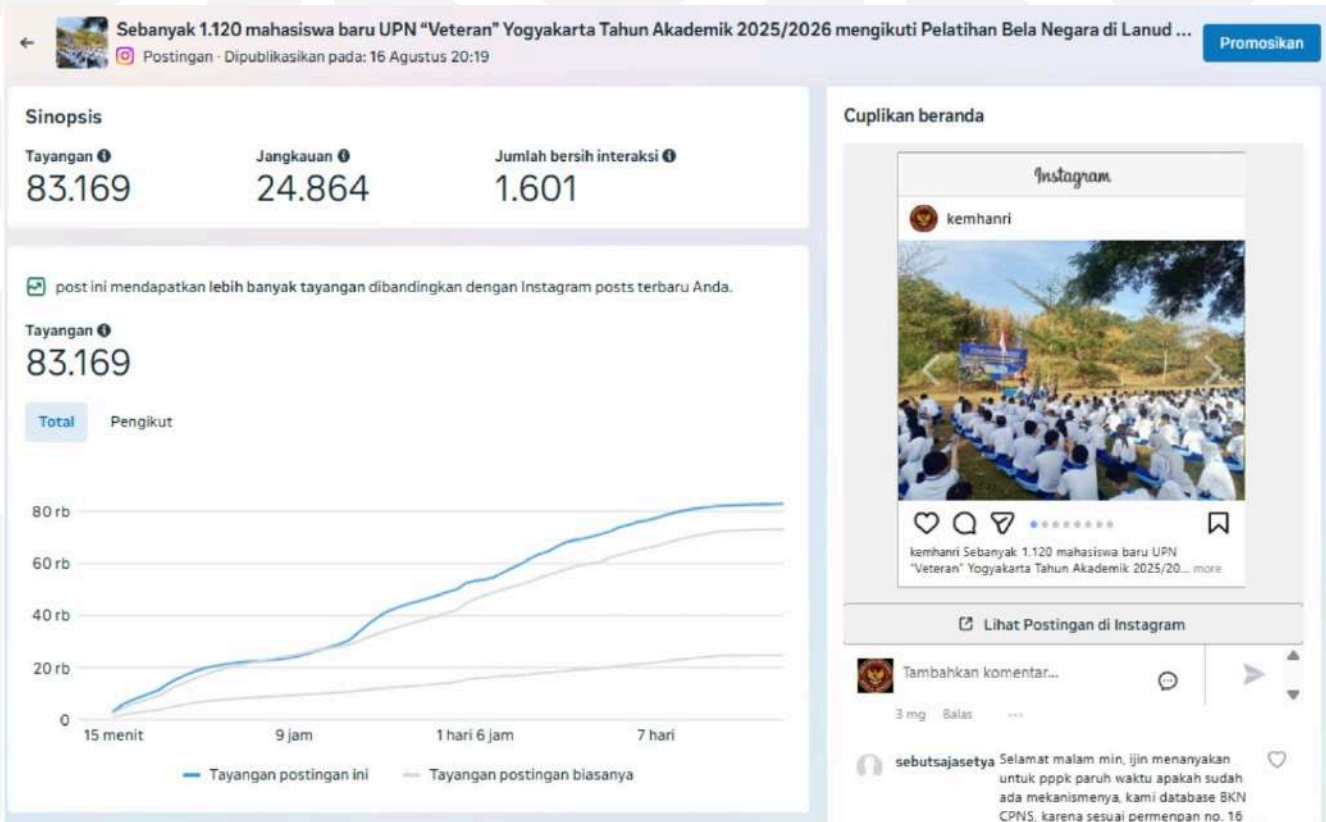 Sebanyak 1.120 mahasiswa baru UPN “Veteran” Yogyakarta Tahun Akademik 2025/2026 mengikuti Pelatihan Bela Negara di Lanud ...
Postingan · Dipublikasikan pada: 16 Agustus 20:19
Promosikan
Sinopsis
Tayangan
83.169
Jangkauan
24.864
Jumlah bersih interaksi
1.601
post ini mendapatkan lebih banyak tayangan dibandingkan dengan Instagram posts terbaru Anda.
Tayangan
83.169
Total
Pengikut
80 rb
60 rb
40 rb
20 rb
0
15 menit
9 jam
1 hari 6 jam
7 hari
Tayangan postingan ini
Tayangan postingan biasanya
Cuplikan beranda
Instagram
kemhanri
kemhanri Sebanyak 1.120 mahasiswa baru UPN
"Veteran" Yogyakarta Tahun Akademik 2025/20... more
Lihat Postingan di Instagram
Tambahkan komentar...
3 mg Balas ...
sebutsajasetya Selamat malam min, ijin menanyakan
untuk pppk paruh waktu apakah sudah
ada mekanismenya, kami database BKN
CPNS, karena sesuai permenpan no. 16